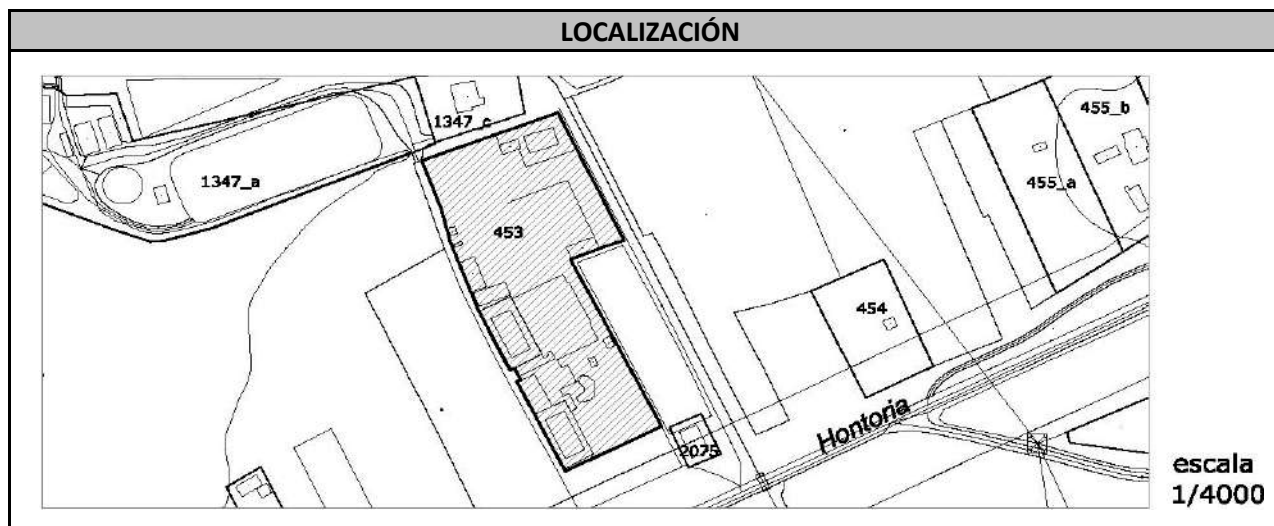 LOCALIZACIÓN
1347_c
455_b
1347_a
455_a
453
454
Hontoria
2075
escala
1/4000